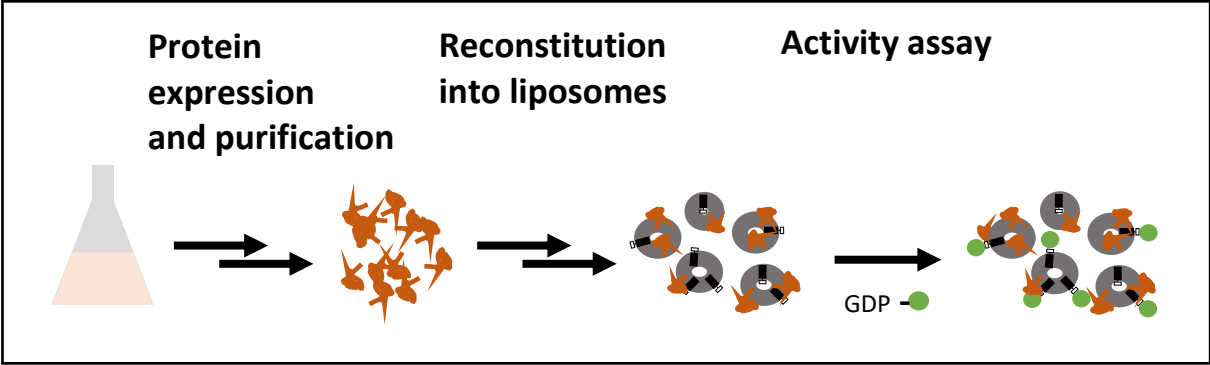 Protein
expression
and purification
Reconstitution
into liposomes
Activity assay
GDP